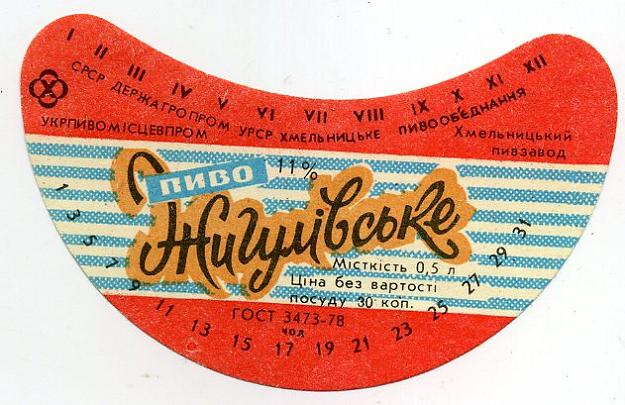 I II III IV V VI VII VIII IX X XI XII
СРСР ДЕРЖАГРОПРОМ УРСР ХМЕЛЬНИЦЬКЕ ПИВООБ'ЄДНАННЯ
УКРПИВОМІСЦЕВПРОМ
Хмельницький
пивзавод
ПИВО 11%
Жигулівське
Місткість 0,5 л
Ціна без вартості
посуду 30 коп.
ГОСТ 3473-78
чол
1 3 5 7 9 11 13 15 17 19 21 23 25 27 29 31